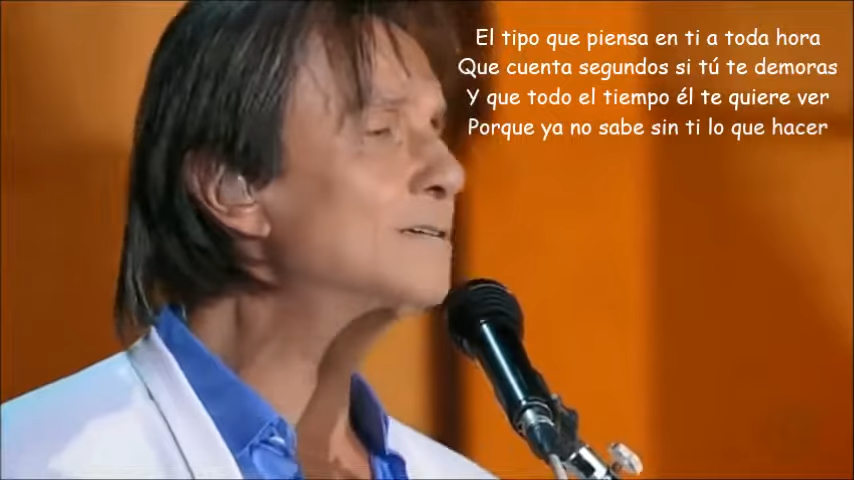 El tipo que piensa en ti a toda hora
Que cuenta segundos si tú te demoras
Y que todo el tiempo él te quiere ver
Porque ya no sabe sin ti lo que hacer